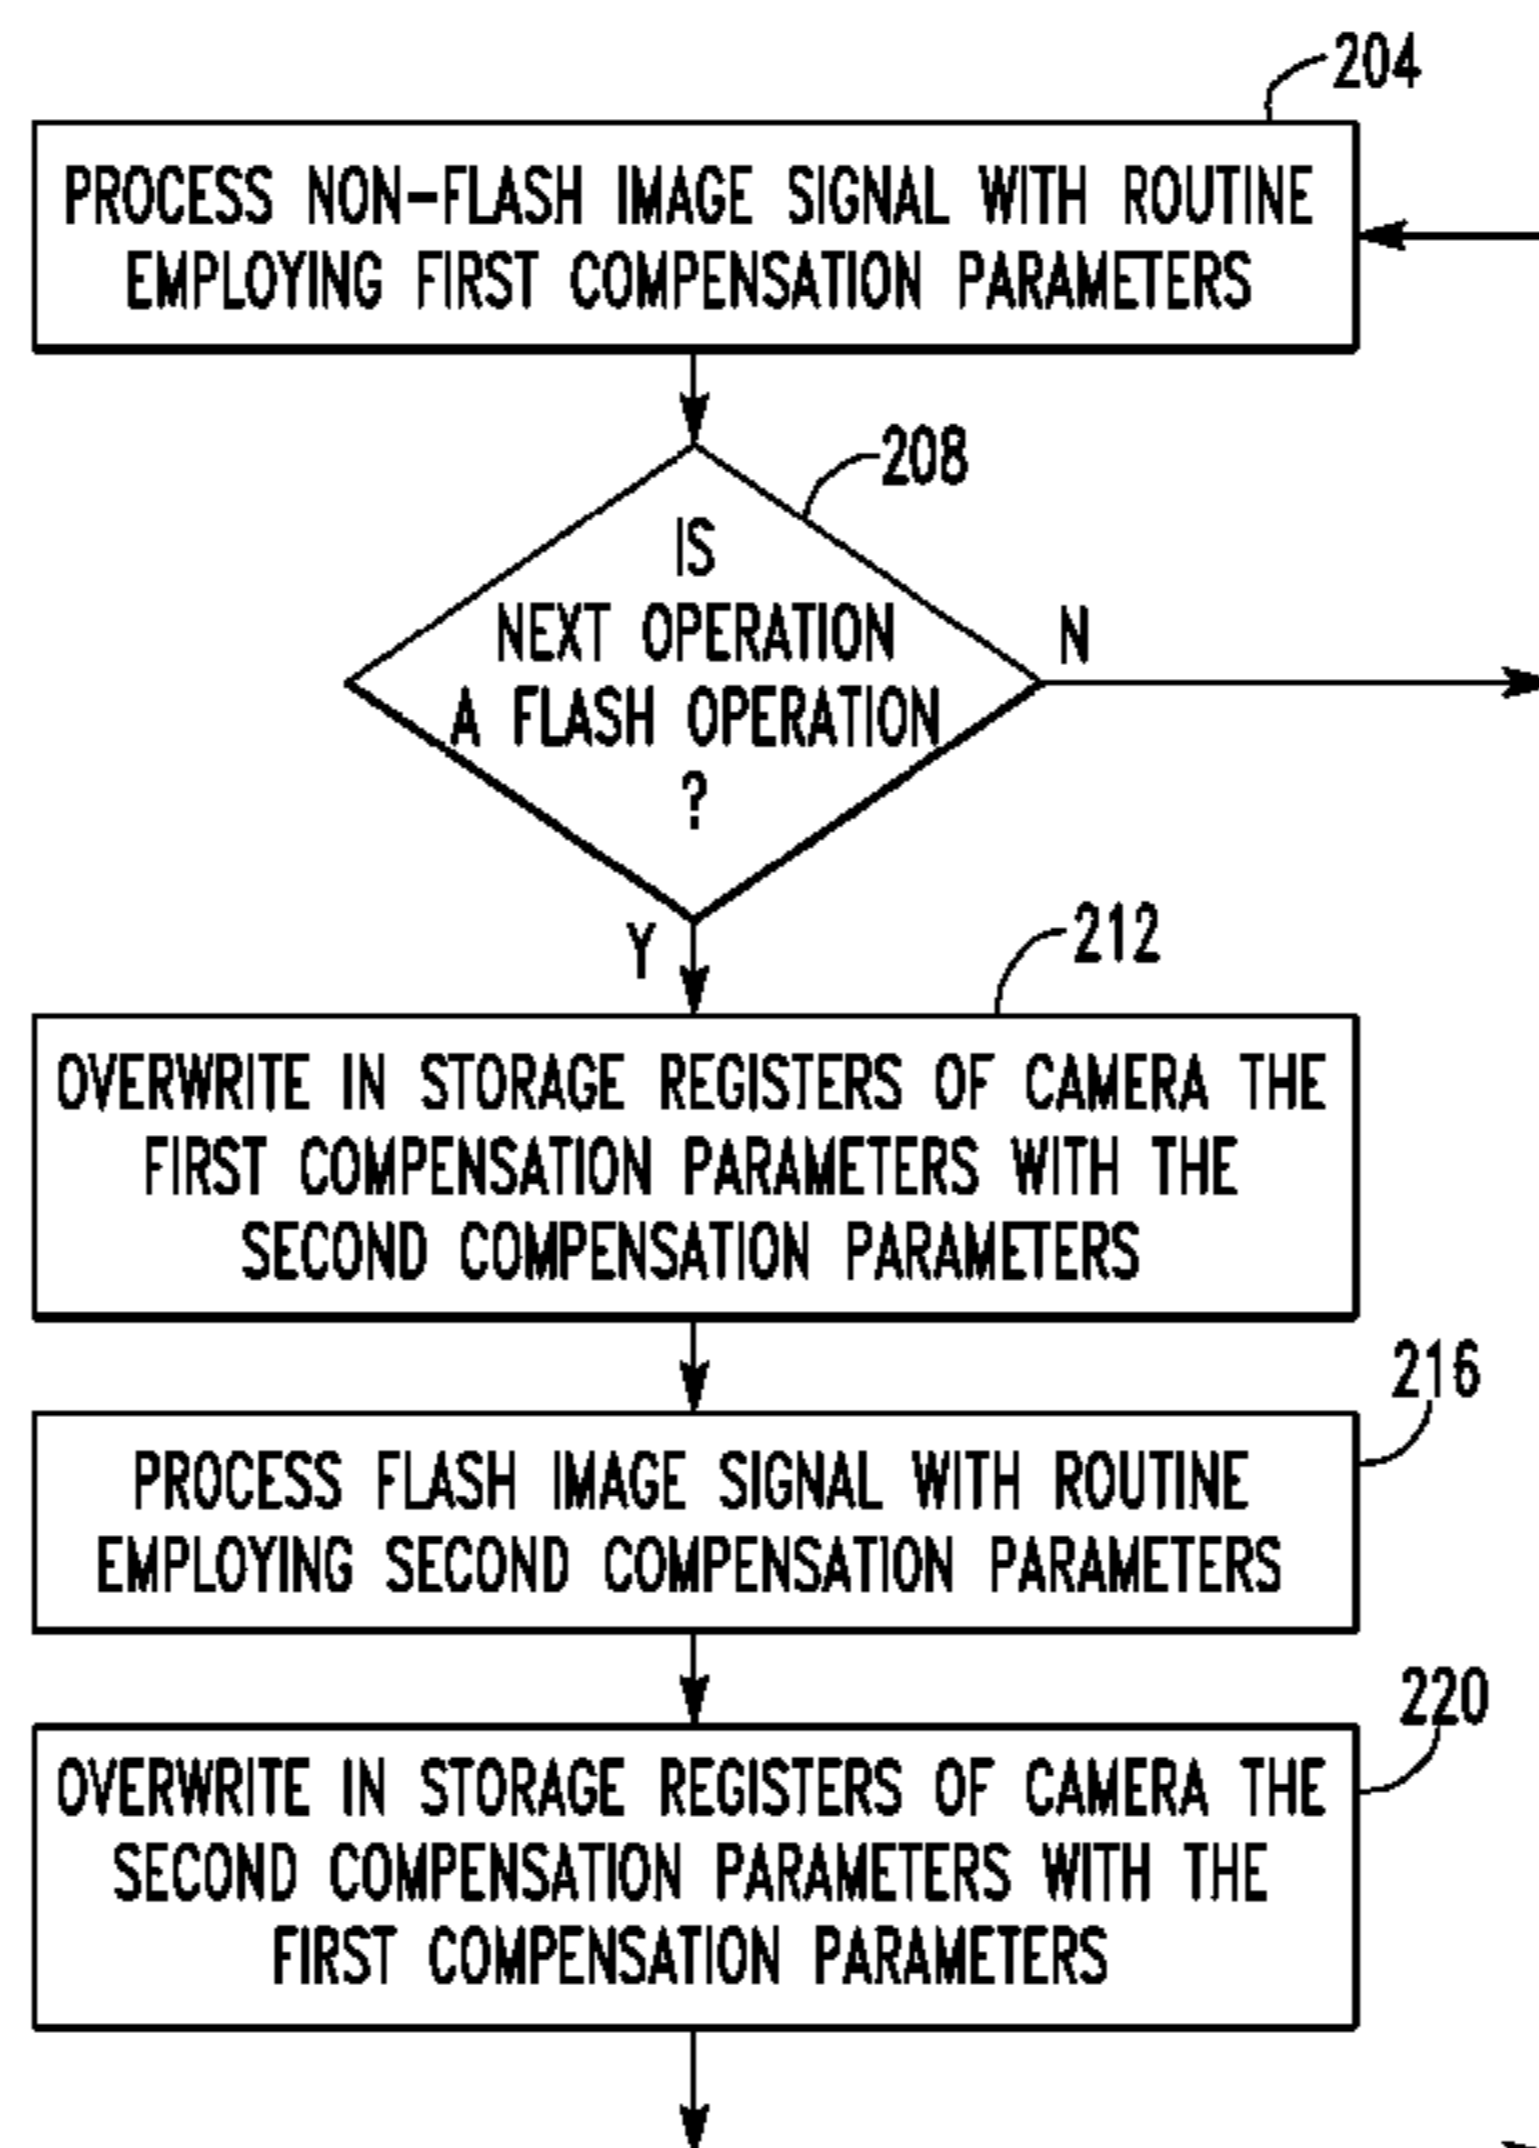 204
PROCESS NON-FLASH IMAGE SIGNAL WITH ROUTINE
EMPLOYING FIRST COMPENSATION PARAMETERS
208
IS
NEXT OPERATION
A FLASH OPERATION
?
N
Y
212
OVERWRITE IN STORAGE REGISTERS OF CAMERA THE
FIRST COMPENSATION PARAMETERS WITH THE
SECOND COMPENSATION PARAMETERS
216
PROCESS FLASH IMAGE SIGNAL WITH ROUTINE
EMPLOYING SECOND COMPENSATION PARAMETERS
220
OVERWRITE IN STORAGE REGISTERS OF CAMERA THE
SECOND COMPENSATION PARAMETERS WITH THE
FIRST COMPENSATION PARAMETERS